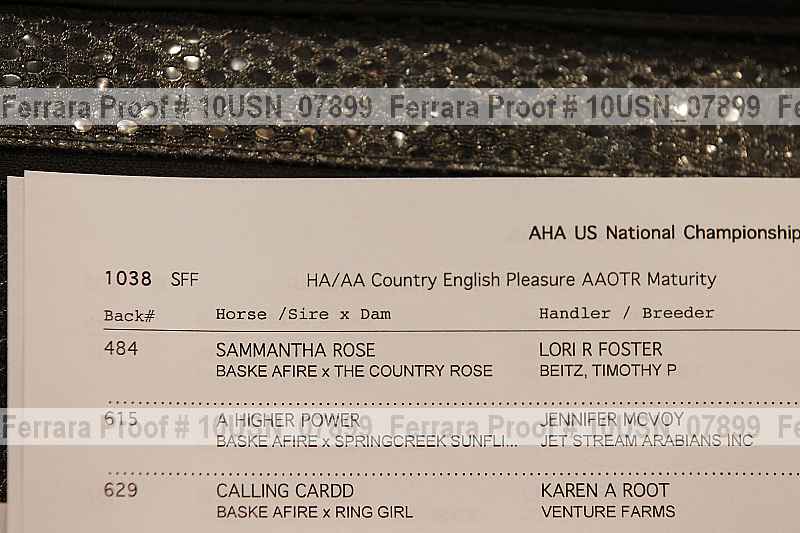 Ferrara Proof # 10USN_07899 Ferrara Proof # 10USN_07899
AHA US National Championship
1038 SFF HA/AA Country English Pleasure AAOTR Maturity
Back# Horse /Sire x Dam Handler / Breeder
484 SAMMANTHA ROSE LORI R FOSTER
BASKE AFIRE x THE COUNTRY ROSE BEITZ, TIMOTHY P
615 A HIGHER POWER JENNIFER MCVOY
Ferrara Proof # 10USN_07899 Ferrara Proof # 10USN_07899
BASKE AFIRE x SPRINGCREEK SUNFLI... JET STREAM ARABIANS INC
629 CALLING CARDD KAREN A ROOT
BASKE AFIRE x RING GIRL VENTURE FARMS